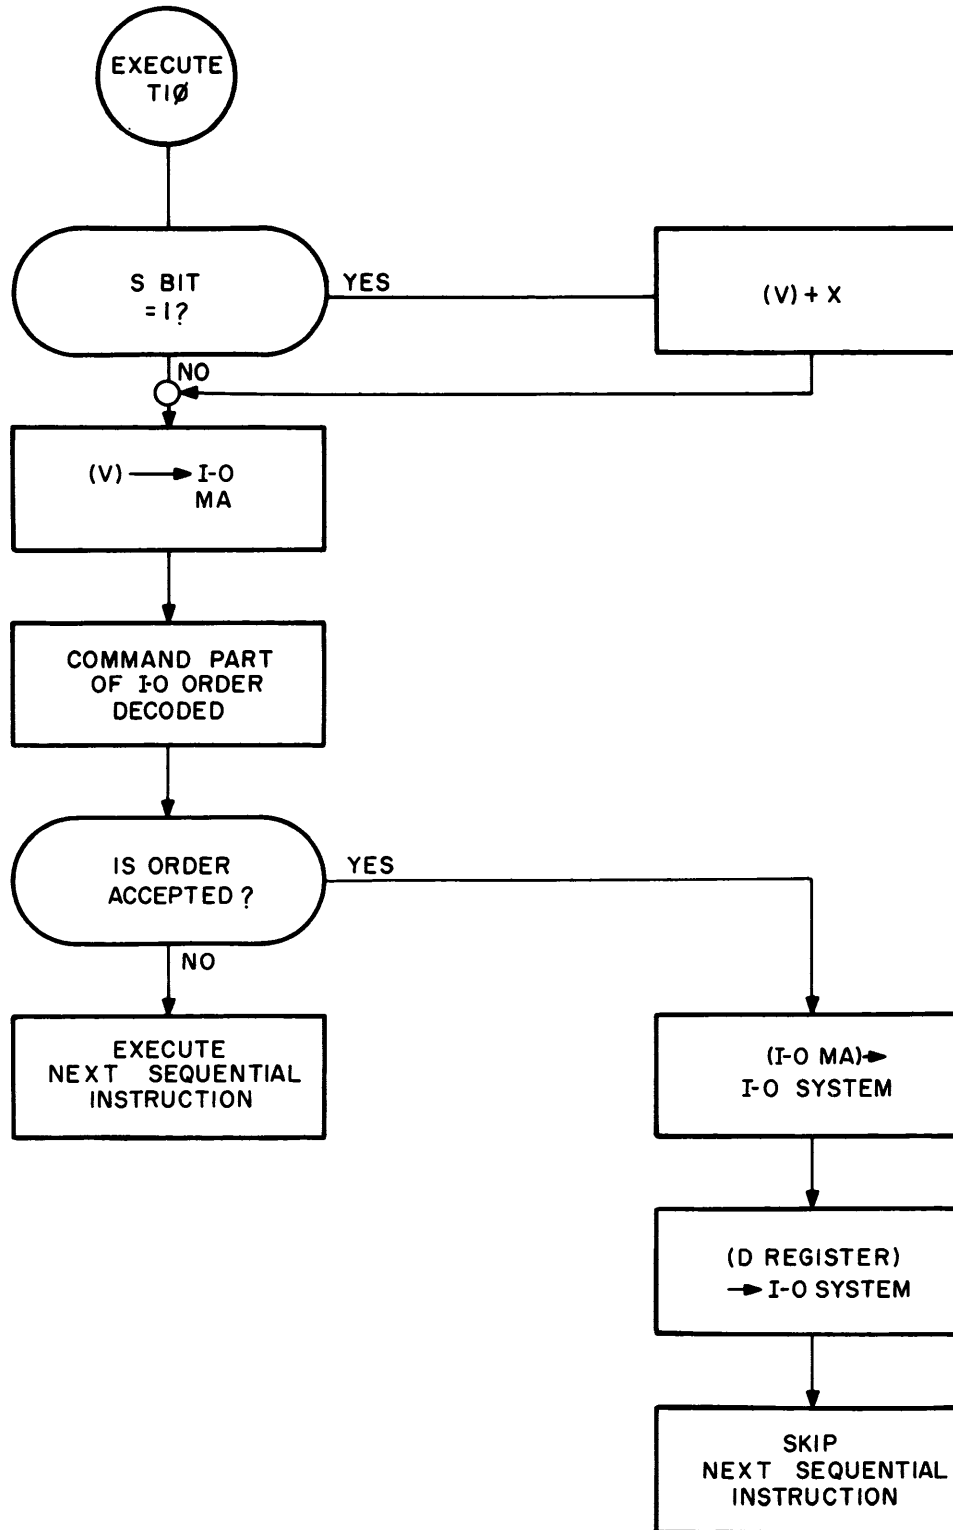 EXECUTE
TIØ
S BIT
= 1?
YES
(V) + X
NO
(V) → I-O
MA
COMMAND PART
OF I-O ORDER
DECODED
IS ORDER
ACCEPTED?
YES
NO
EXECUTE
NEXT SEQUENTIAL
INSTRUCTION
(I-O MA)→
I-O SYSTEM
(D REGISTER)
→ I-O SYSTEM
SKIP
NEXT SEQUENTIAL
INSTRUCTION